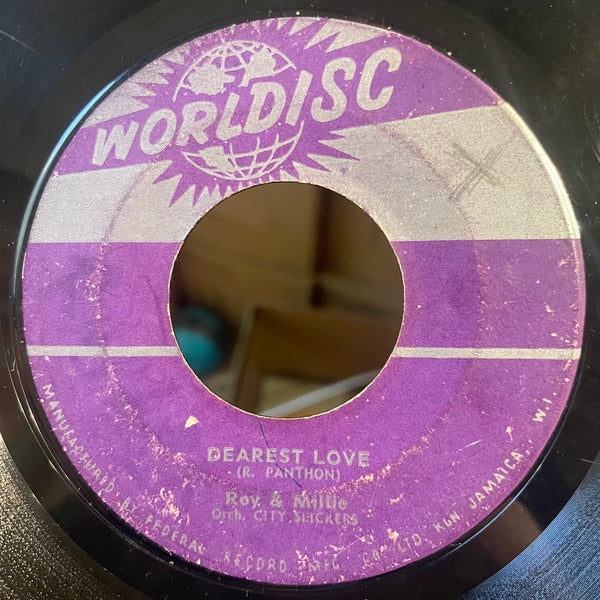 WORLDISC
DEAREST LOVE
(R. PANTHON)
Roy & Millie
Orch. CITY SLICKERS
MANUFACTURED BY FEDERAL RECORD MFG CO LTD KGN JAMAICA, W.I.